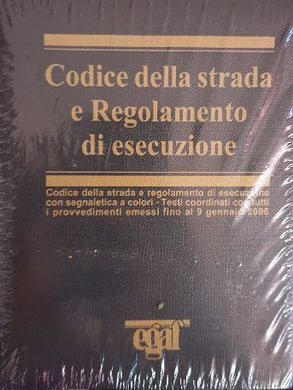 Codice della strada
e Regolamento
di esecuzione
Codice della strada e regolamento di esecuzione
con segnaletica a colori - Testi coordinati con tutti
i provvedimenti emessi fino al 9 gennaio 2006
egaf